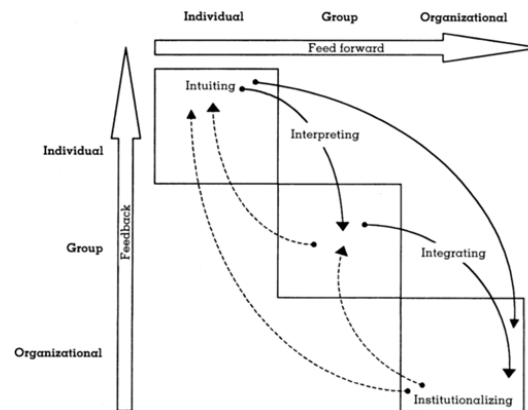 Individual Group Organizational
Feed forward
Intuiting
Interpreting
Individual
Feedback
Group
Integrating
Organizational
Institutionalizing